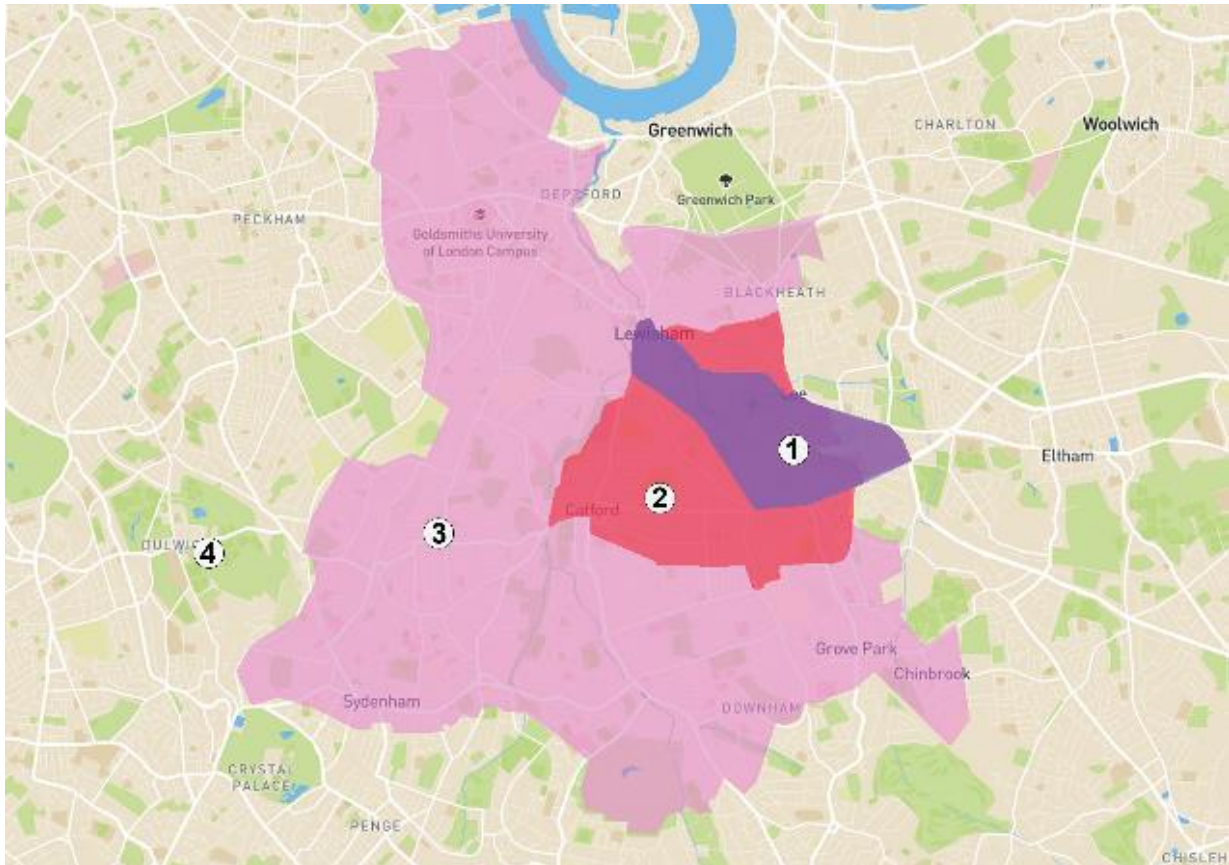 Greenwich
CHARLTON
Woolwich
Greenwich Park
DEPTFORD
PECKHAM
Goldsmiths University
of London Campus
BLACKHEATH
Lewisham
1
Eltham
2
Catford
3
4
Grove Park
Chinbrook
Sydenham
DOWNHAM
CRYSTAL
PALACE
PENGE
CHISLEH